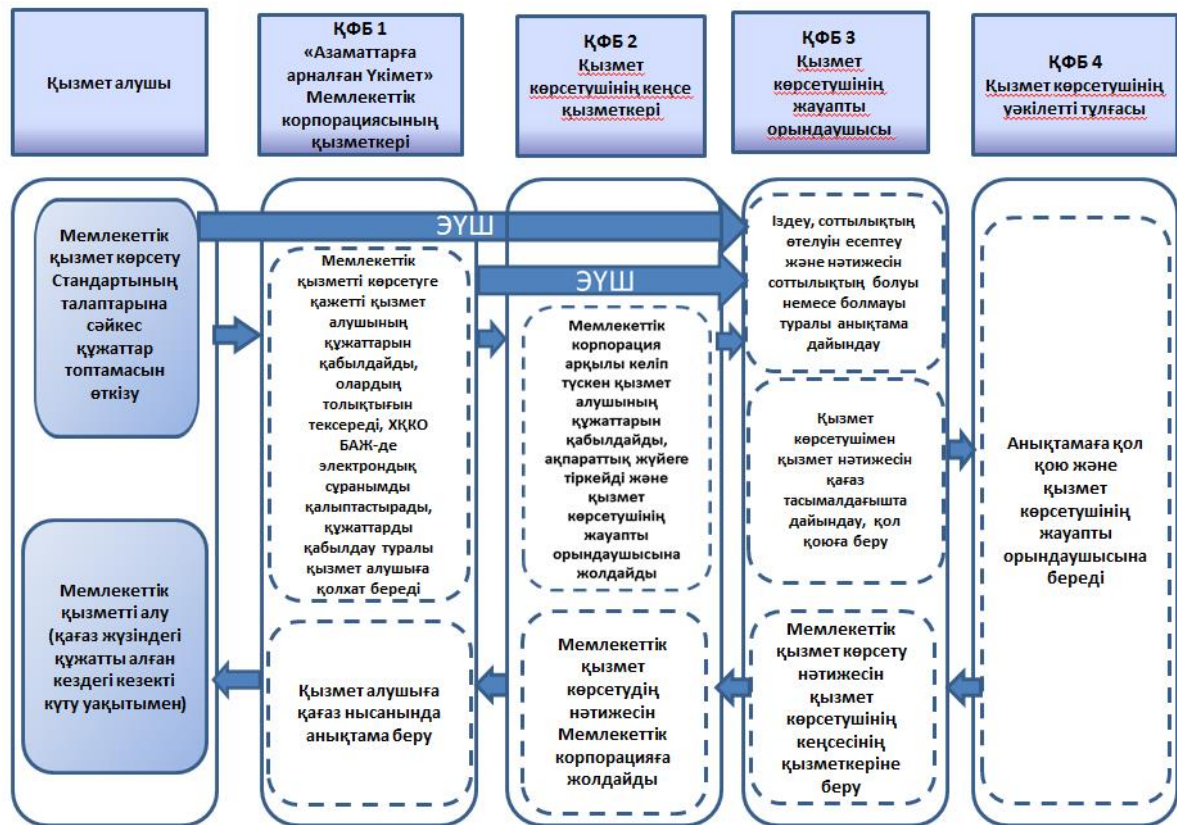 Қызмет алушы
ҚФБ 1
«Азаматтарға
арналған Үкімет»
Мемлекеттік
корпорациясының
қызметкері
ҚФБ 2
Қызмет
көрсетушінің кеңсе
қызметкері
ҚФБ 3
Қызмет
көрсетушінің
жауапты
орындаушысы
ҚФБ 4
Қызмет көрсетушінің
уәкілетті тұлғасы
Мемлекеттік
қызмет көрсету
Стандартының
талаптарына
сәйкес
құжаттар
топтамасын
өткізу
ЭҮШ
ЭҮШ
Мемлекеттік
қызметті көрсетуге
қажетті қызмет
алушының
құжаттарын
қабылдайды,
олардың
толықтығын
тексереді, ХҚКО
БАЖ-де
электрондық
сұранымды
қалыптастырады,
құжаттарды
қабылдау туралы
қызмет алушыға
қолхат береді
Мемлекеттік
корпорация
арқылы келіп
түскен қызмет
алушының
құжаттарын
қабылдайды,
ақпараттық жүйеге
тіркейді және
қызмет
көрсетушінің
жауапты
орындаушысына
жолдайды
Іздеу, соттылықтың
өтелуін есептеу
және нәтижесін
соттылықтың болуы
немесе болмауы
туралы анықтама
дайындау
Қызмет
көрсетушімен
қызмет нәтижесін
қағаз
тасымалдағышта
дайындау, қол
қоюға беру
Анықтамаға қол
қою және
қызмет
көрсетушінің
жауапты
орындаушысына
береді
Мемлекеттік
қызметті алу
(қағаз жүзіндегі
құжатты алған
кездегі кезекті
күту уақытымен)
Қызмет алушыға
қағаз нысанында
анықтама беру
Мемлекеттік
қызмет
көрсетудің
нәтижесін
Мемлекеттік
корпорацияға
жолдайды
Мемлекеттік
қызмет көрсету
нәтижесін
қызмет
көрсетушінің
кеңсесінің
қызметкеріне
беру